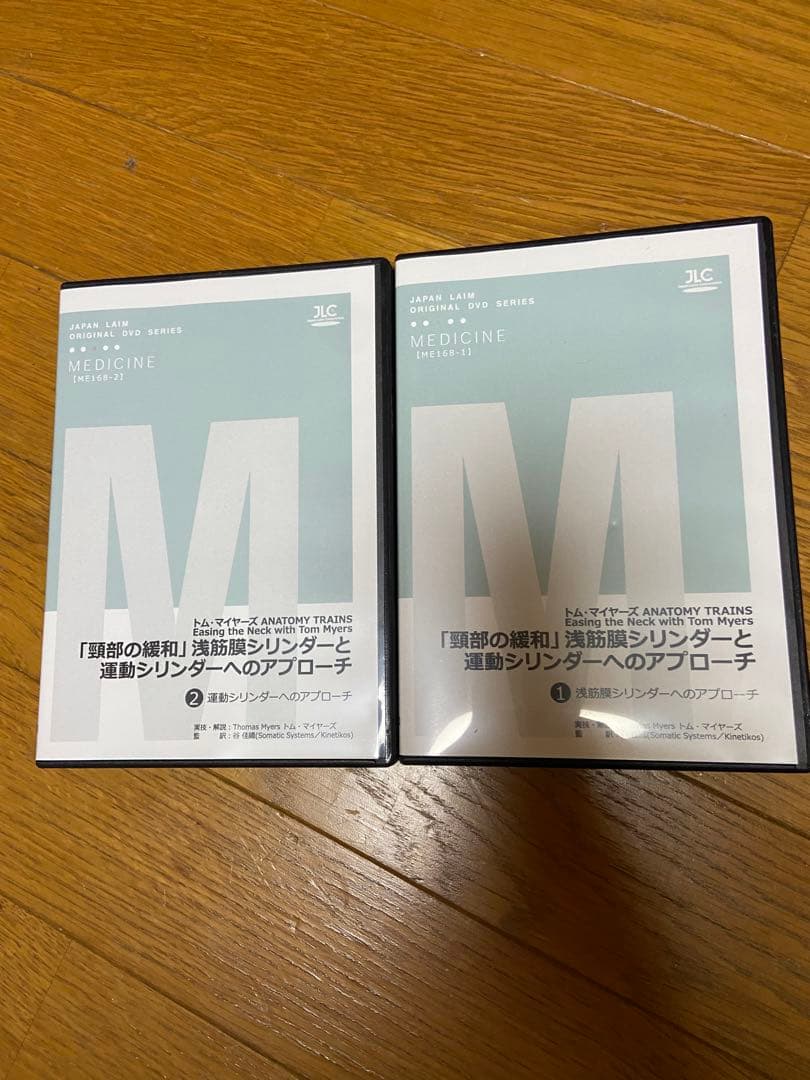 JAPAN LAIM
ORIGINAL DVD SERIES
JLC
MEDICINE
【ME168-2】
M
トム・マイヤーズ ANATOMY TRAINS
Easing the Neck with Tom Myers
「頸部の緩和」浅筋膜シリンダーと
運動シリンダーへのアプローチ
❷ 運動シリンダーへのアプローチ
実技・解説:Thomas Myers トム・マイヤーズ
監 訳:谷 佳織(Somatic Systems/Kinetikos)
JAPAN LAIM
ORIGINAL DVD SERIES
JLC
MEDICINE
【ME168-1】
M
トム・マイヤーズ ANATOMY TRAINS
Easing the Neck with Tom Myers
「頸部の緩和」浅筋膜シリンダーと
運動シリンダーへのアプローチ
❶ 浅筋膜シリンダーへのアプローチ
実技・ Myers トム・マイヤーズ
監 訳 (Somatic Systems/Kinetikos)